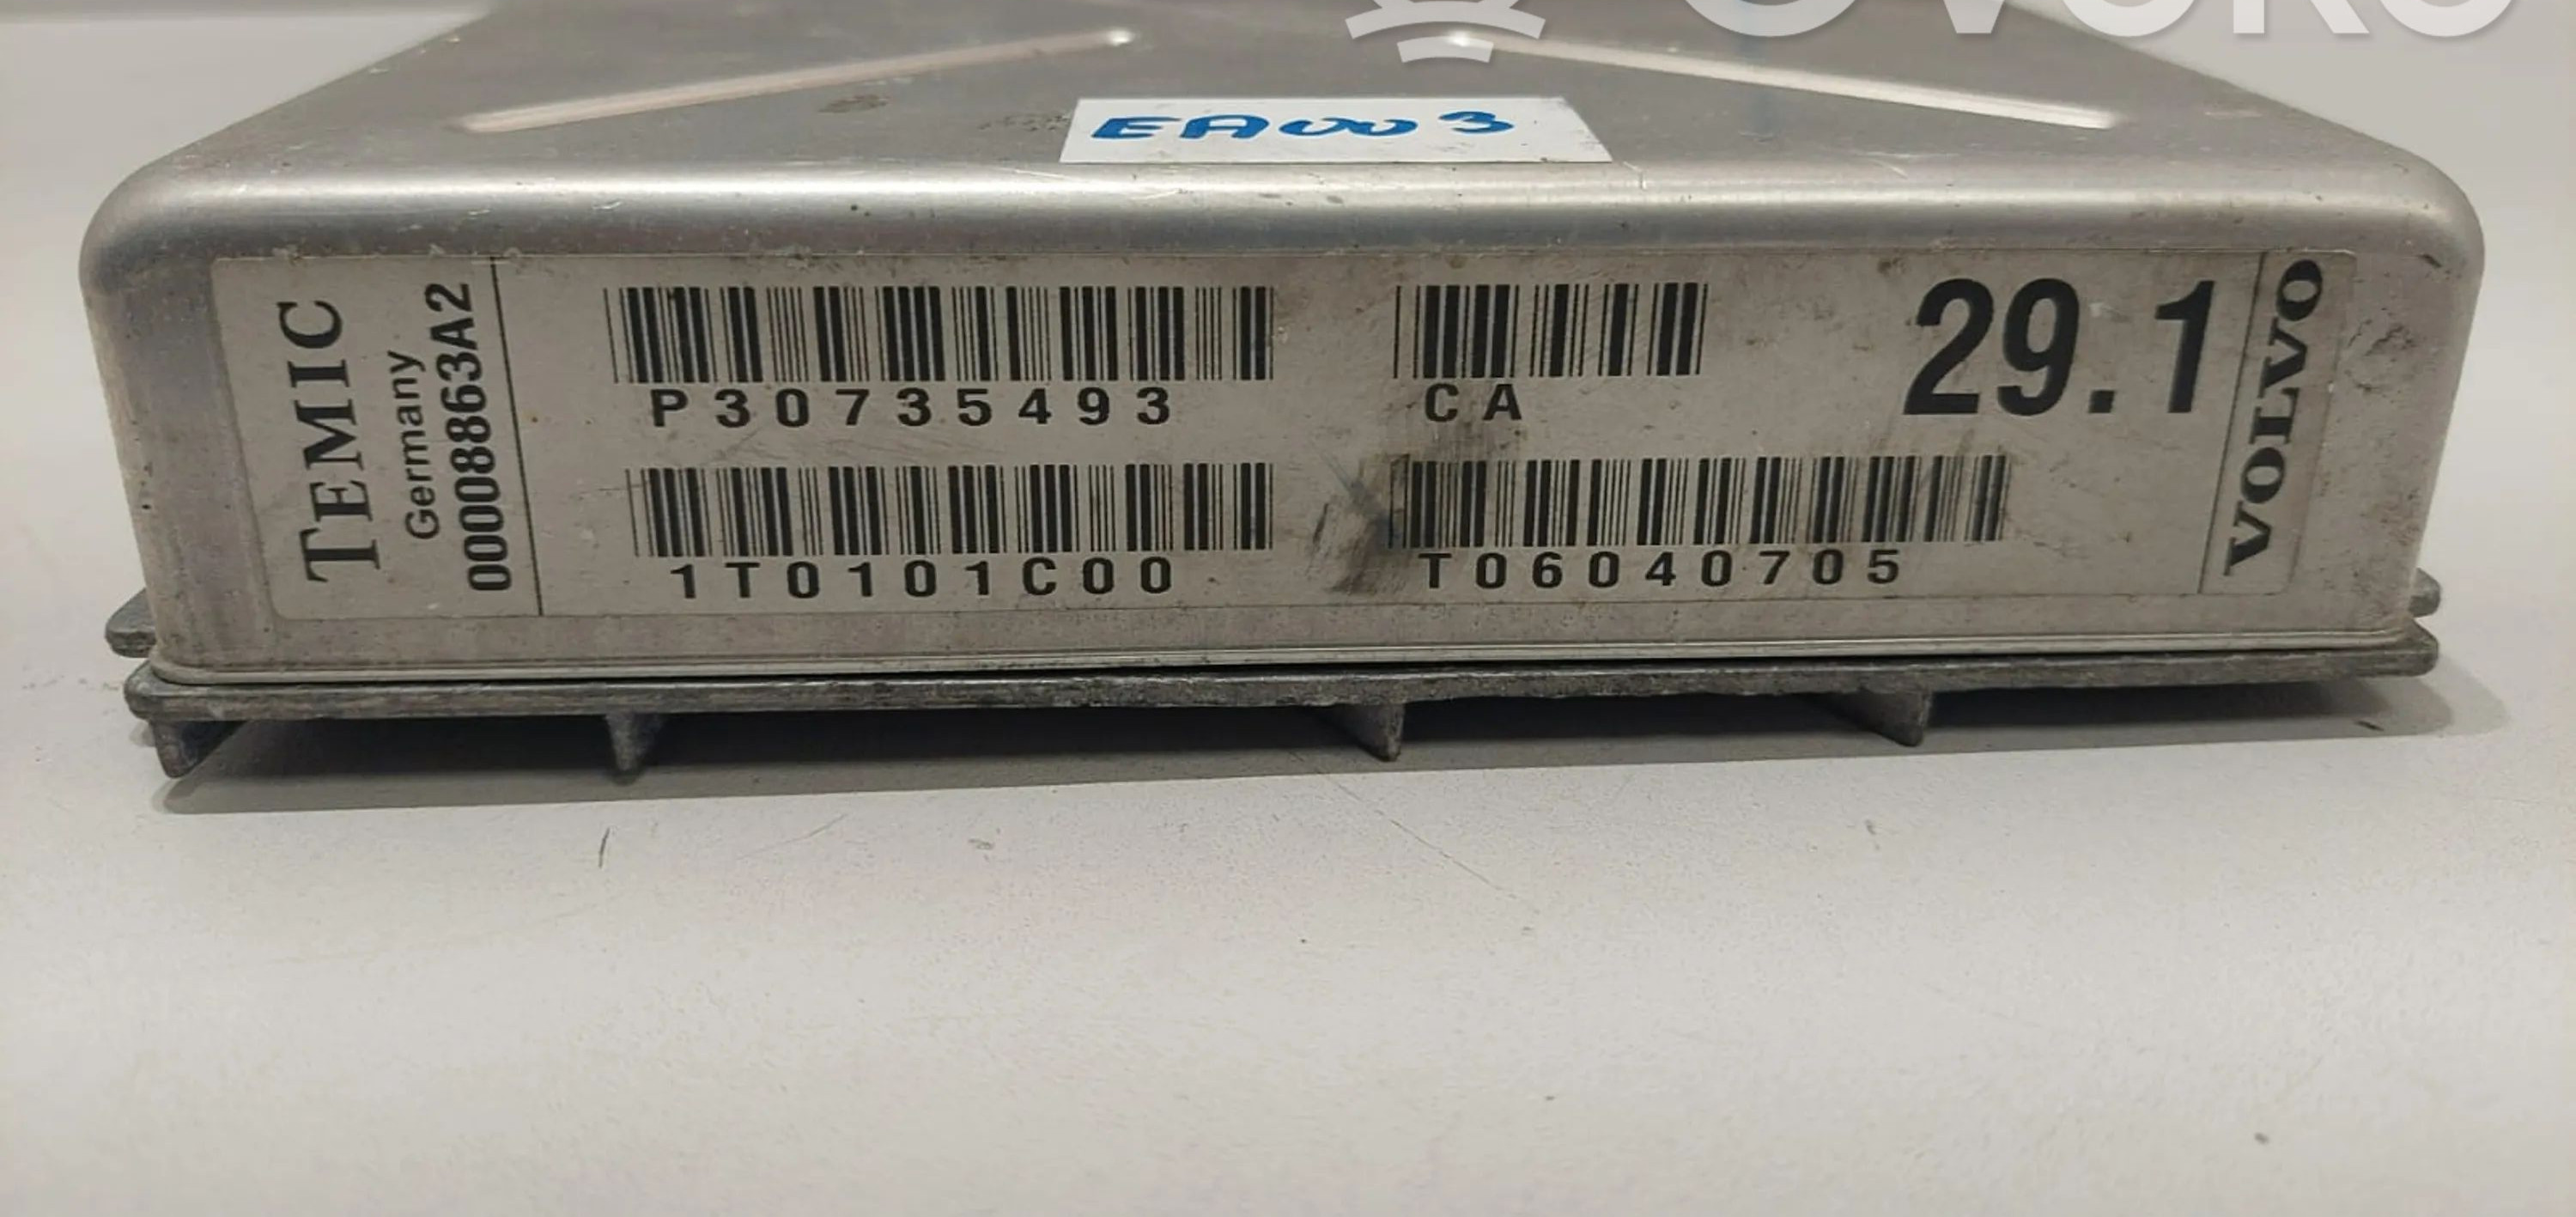 EA003
TEMIC
Germany
00008863A2
P30735493
CA
29.1
1T0101C00
T06040705
VOLVO